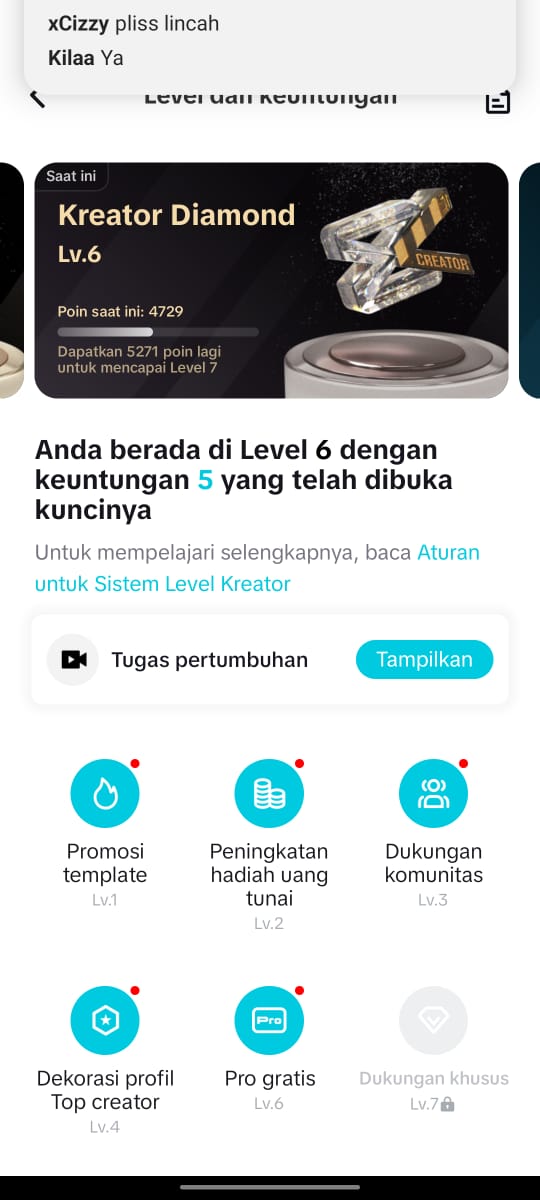 xCizzy pliss lincah
Kilaa Ya
Level dan keuntungan
Saat ini
Kreator Diamond
Lv.6
CREATOR
Poin saat ini: 4729
Dapatkan 5271 poin lagi
untuk mencapai Level 7
Anda berada di Level 6 dengan
keuntungan 5 yang telah dibuka
kuncinya
Untuk mempelajari selengkapnya, baca Aturan
untuk Sistem Level Kreator
Tugas pertumbuhan
Tampilkan
Promosi
template
Lv.1
Peningkatan
hadiah uang
tunai
Lv.2
Dukungan
komunitas
Lv.3
Dekorasi profil
Top creator
Lv.4
Pro
Pro gratis
Lv.6
Dukungan khusus
Lv.7